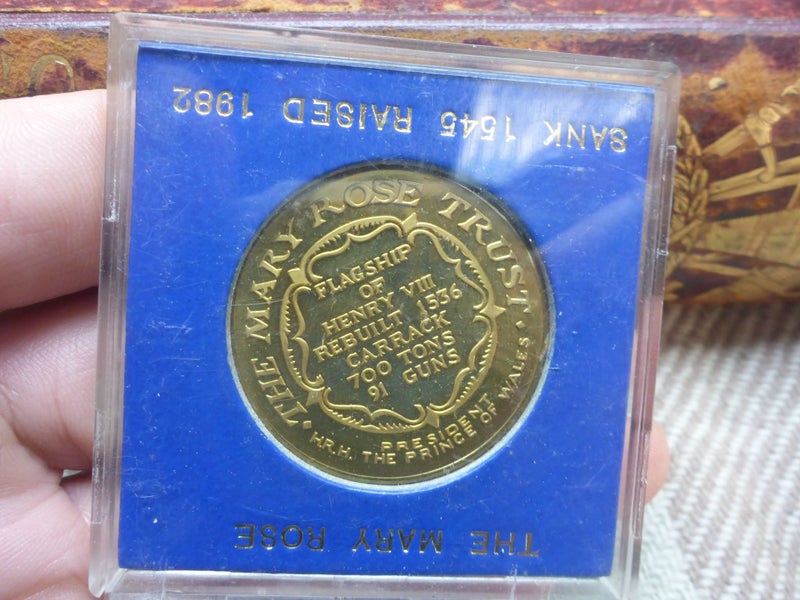 THE MARY ROSE
SANK 1545 RAISED 1982
THE MARY ROSE TRUST
FLAGSHIP
OF
HENRY VIII
REBUILT 1536
CARRACK
700 TONS
91 GUNS
PRESIDENT
H.R.H. THE PRINCE OF WALES